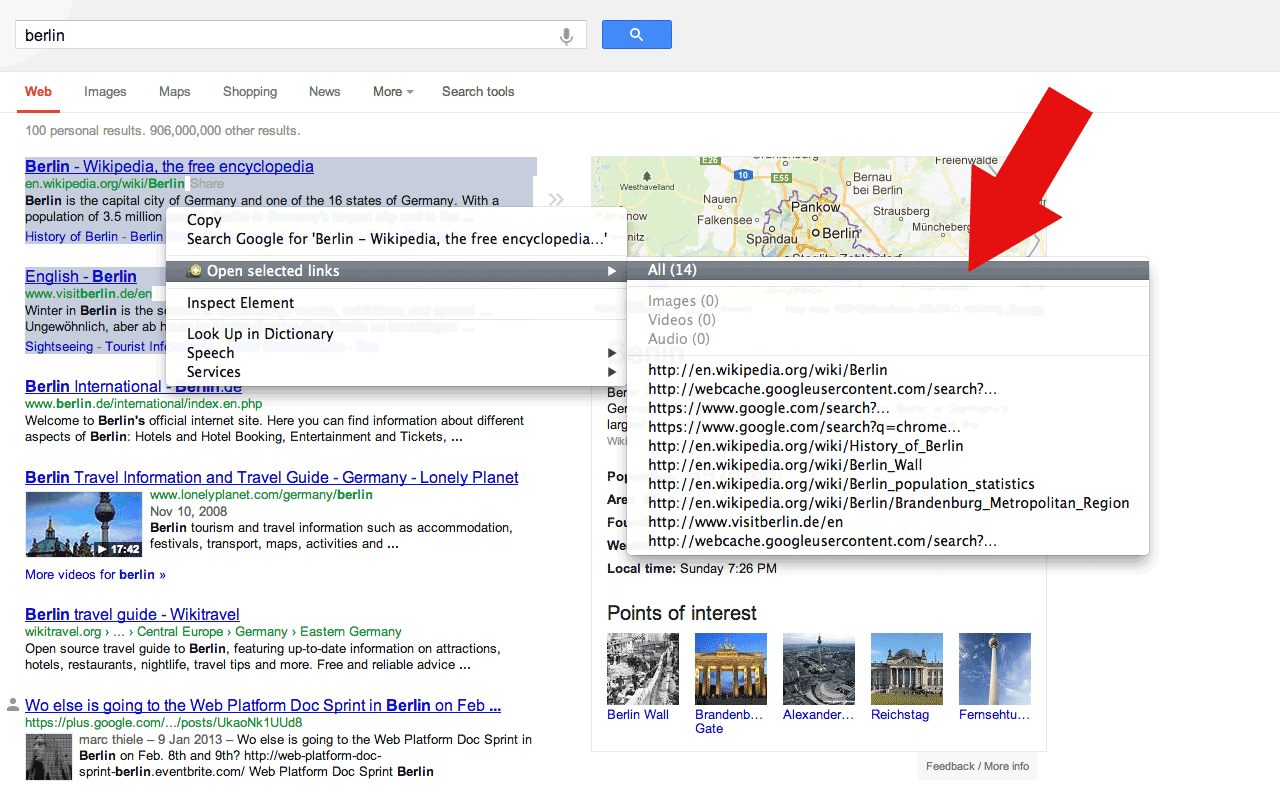 berlin
Web Images Maps Shopping News More Search tools
100 personal results. 906,000,000 other results.
Berlin - Wikipedia, the free encyclopedia
en.wikipedia.org/wiki/Berlin Share
Berlin is the capital city of Germany and one of the 16 states of Germany. With a
population of 3.5 million
History of Berlin - Berlin
English - Berlin
www.visitberlin.de/en
Winter in Berlin is the se
Ungewöhnlich, aber ab h
Sightseeing - Tourist Inf
Copy
Search Google for 'Berlin – Wikipedia, the free encyclopedia…'
Open selected links
Inspect Element
Look Up in Dictionary
Speech
Services
All (14)
Images (0)
Videos (0)
Audio (0)
http://en.wikipedia.org/wiki/Berlin
http://webcache.googleusercontent.com/search?…
https://www.google.com/search?…
https://www.google.com/search?q=chrome…
http://en.wikipedia.org/wiki/History_of_Berlin
http://en.wikipedia.org/wiki/Berlin_Wall
http://en.wikipedia.org/wiki/Berlin_population_statistics
http://en.wikipedia.org/wiki/Berlin/Brandenburg_Metropolitan_Region
http://www.visitberlin.de/en
http://webcache.googleusercontent.com/search?…
Berlin International - Berlin.de
www.berlin.de/international/index.en.php
Welcome to Berlin's official internet site. Here you can find information about different
aspects of Berlin: Hotels and Hotel Booking, Entertainment and Tickets, ...
Berlin Travel Information and Travel Guide - Germany - Lonely Planet
www.lonelyplanet.com/germany/berlin
Nov 10, 2008
Berlin tourism and travel information such as accommodation,
festivals, transport, maps, activities and ...
17:42
More videos for berlin »
Berlin travel guide - Wikitravel
wikitravel.org › ... › Central Europe › Germany › Eastern Germany
Open source travel guide to Berlin, featuring up-to-date information on attractions,
hotels, restaurants, nightlife, travel tips and more. Free and reliable advice ...
Wo else is going to the Web Platform Doc Sprint in Berlin on Feb ...
https://plus.google.com/.../posts/UkaoNk1UUd8
marc thiele – 9 Jan 2013 – Wo else is going to the Web Platform Doc Sprint in
Berlin on Feb. 8th and 9th? http://web-platform-doc-
sprint-berlin.eventbrite.com/ Web Platform Doc Sprint Berlin
E26
Oranienburg
Freienwalde
10
E55
Westhavelland
Bernau
bei Berlin
Nauen
Pankow
Falkensee
Strausberg
Müncheberg
Spandau
Berlin
Steglitz-Zehlendorf
Berlin
Ber
Ger
larg
Wiki
Pop
Are
Fou
We
Local time: Sunday 7:26 PM
Points of interest
Berlin Wall
Brandenb...
Gate
Alexander...
Reichstag
Fernsehtu...
Feedback / More info